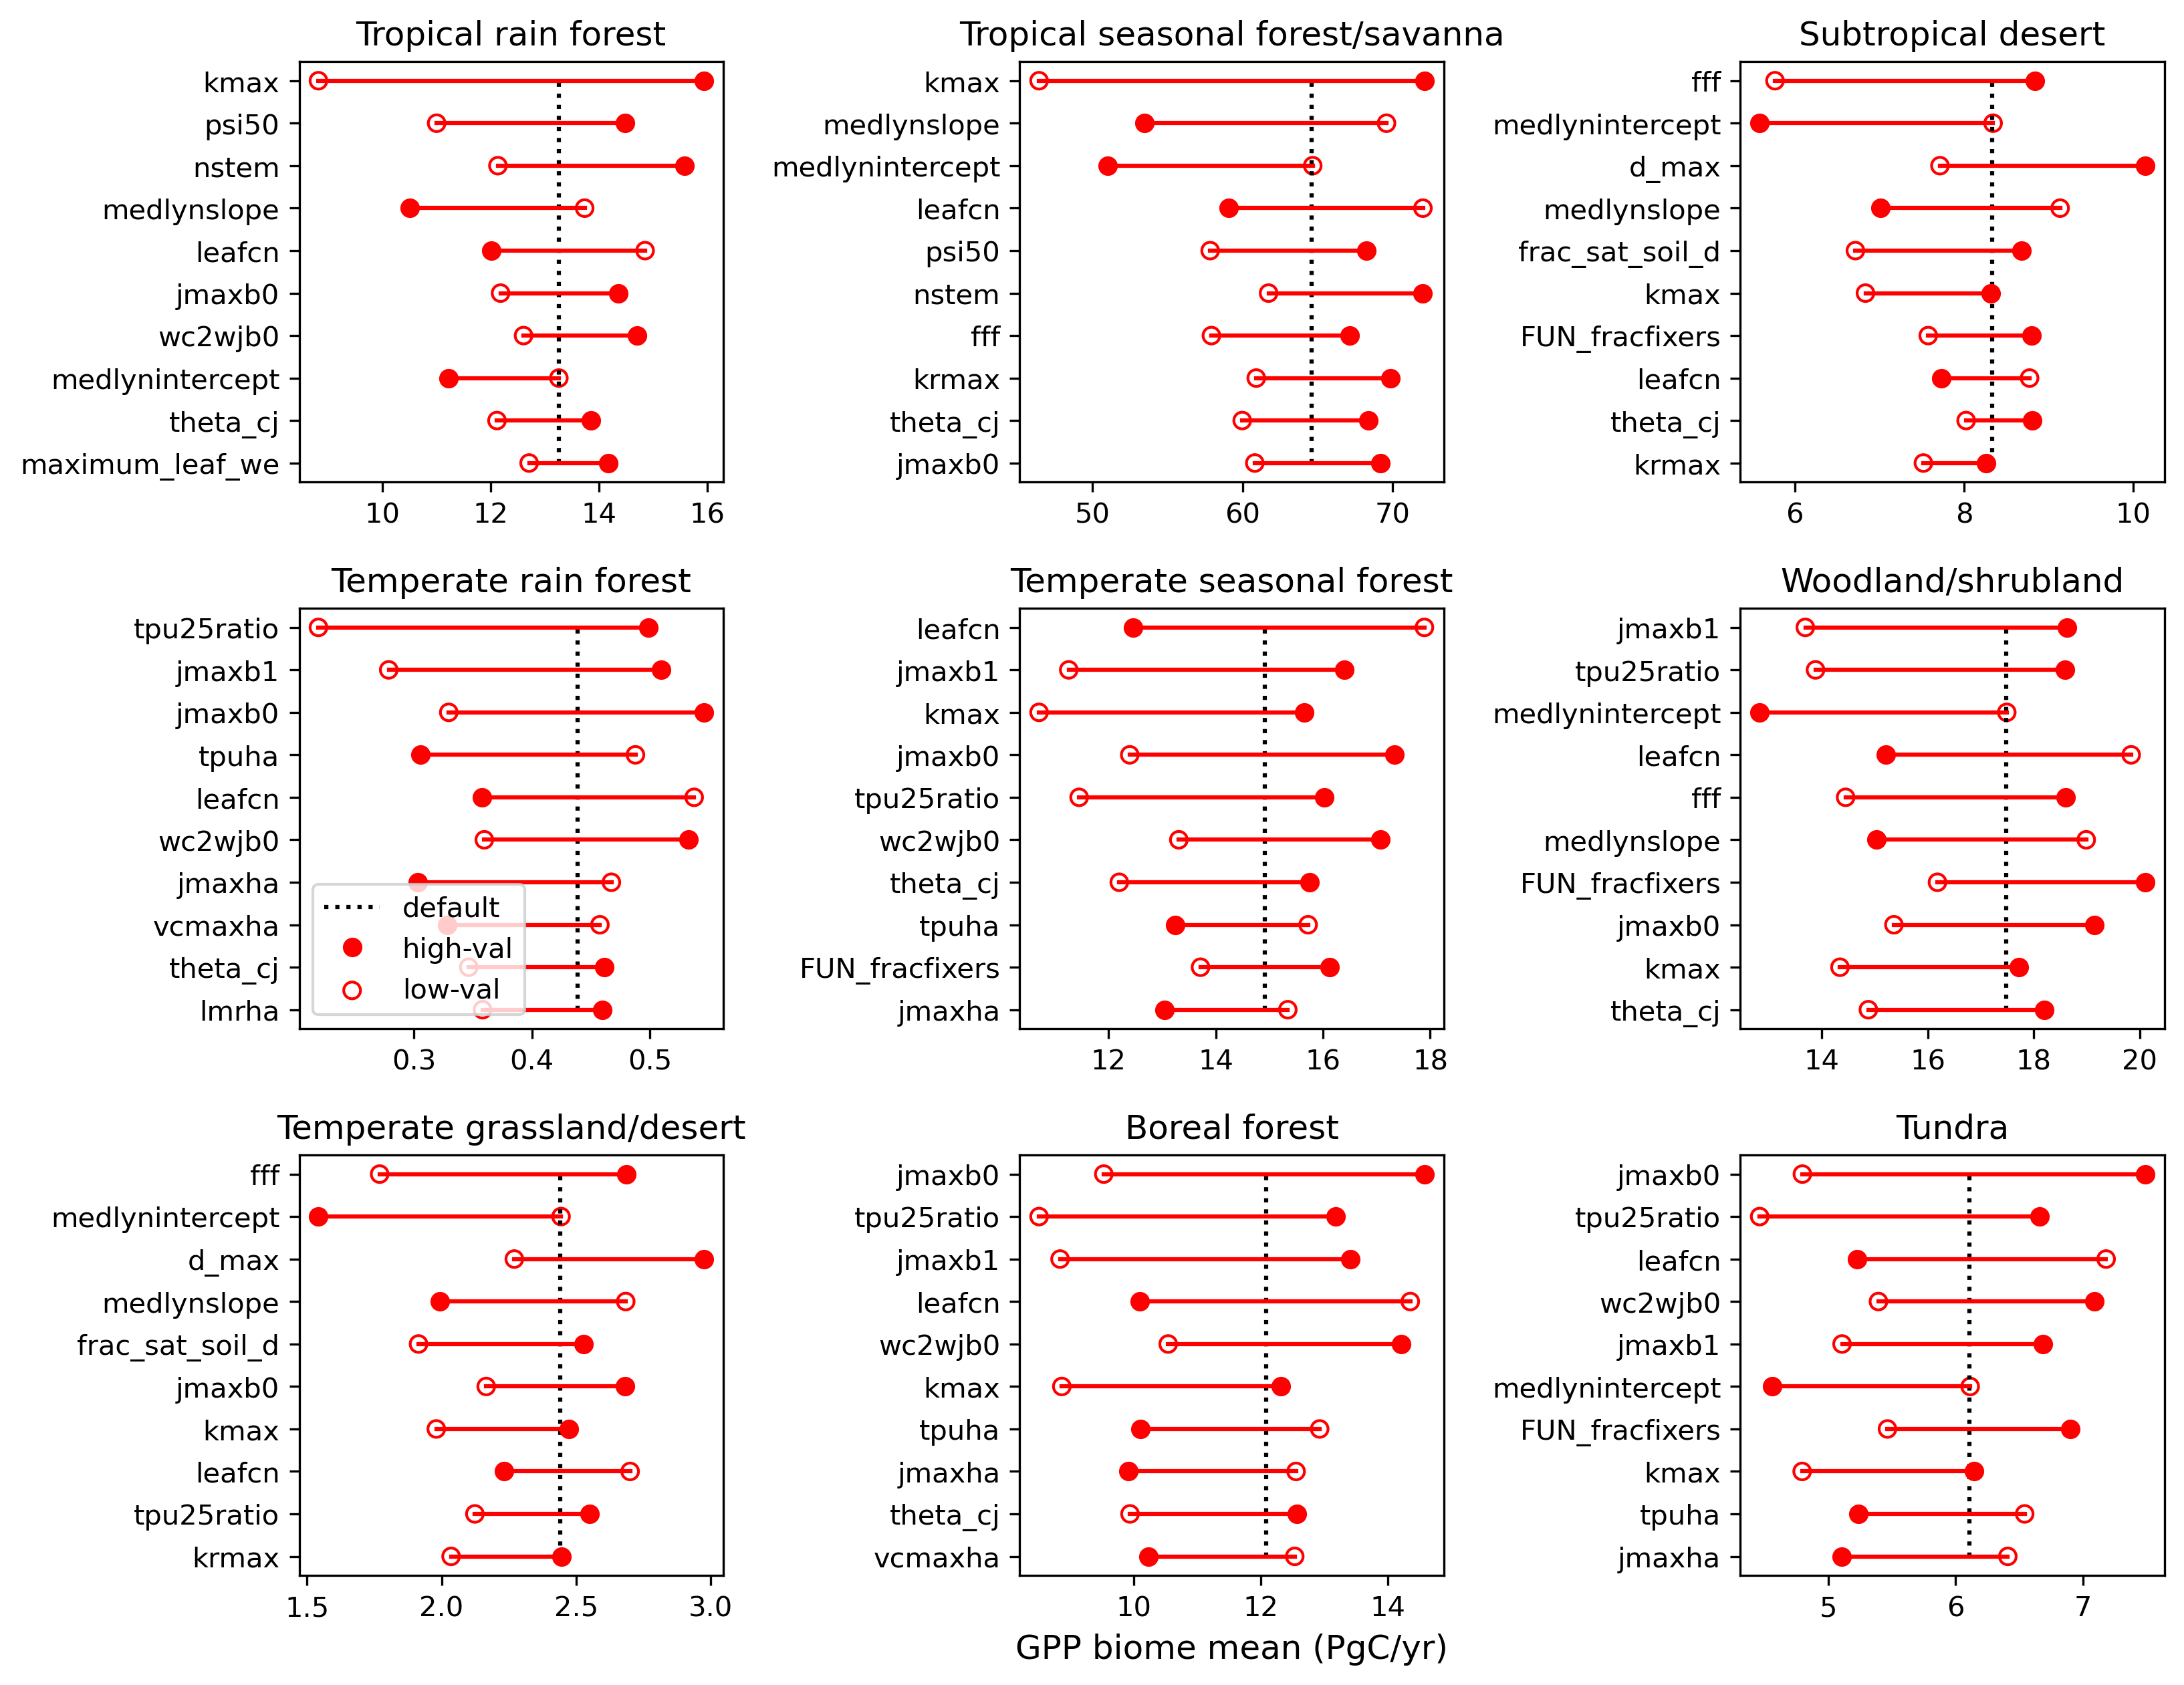 Tropical rain forest
kmax
psi50
nstem
medlynslope
leafcn
jmaxb0
wc2wjb0
medlynintercept
theta_cj
maximum_leaf_we
10 12 14 16
Tropical seasonal forest/savanna
kmax
medlynslope
medlynintercept
leafcn
psi50
nstem
fff
krmax
theta_cj
jmaxb0
50 60 70
Subtropical desert
fff
medlynintercept
d_max
medlynslope
frac_sat_soil_d
kmax
FUN_fracfixers
leafcn
theta_cj
krmax
6 8 10
Temperate rain forest
tpu25ratio
jmaxb1
jmaxb0
tpuha
leafcn
wc2wjb0
jmaxha
vcmaxha
theta_cj
lmrha
default
high-val
low-val
0.3 0.4 0.5
Temperate seasonal forest
leafcn
jmaxb1
kmax
jmaxb0
tpu25ratio
wc2wjb0
theta_cj
tpuha
FUN_fracfixers
jmaxha
12 14 16 18
Woodland/shrubland
jmaxb1
tpu25ratio
medlynintercept
leafcn
fff
medlynslope
FUN_fracfixers
jmaxb0
kmax
theta_cj
14 16 18 20
Temperate grassland/desert
fff
medlynintercept
d_max
medlynslope
frac_sat_soil_d
jmaxb0
kmax
leafcn
tpu25ratio
krmax
1.5 2.0 2.5 3.0
Boreal forest
jmaxb0
tpu25ratio
jmaxb1
leafcn
wc2wjb0
kmax
tpuha
jmaxha
theta_cj
vcmaxha
10 12 14
GPP biome mean (PgC/yr)
Tundra
jmaxb0
tpu25ratio
leafcn
wc2wjb0
jmaxb1
medlynintercept
FUN_fracfixers
kmax
tpuha
jmaxha
5 6 7